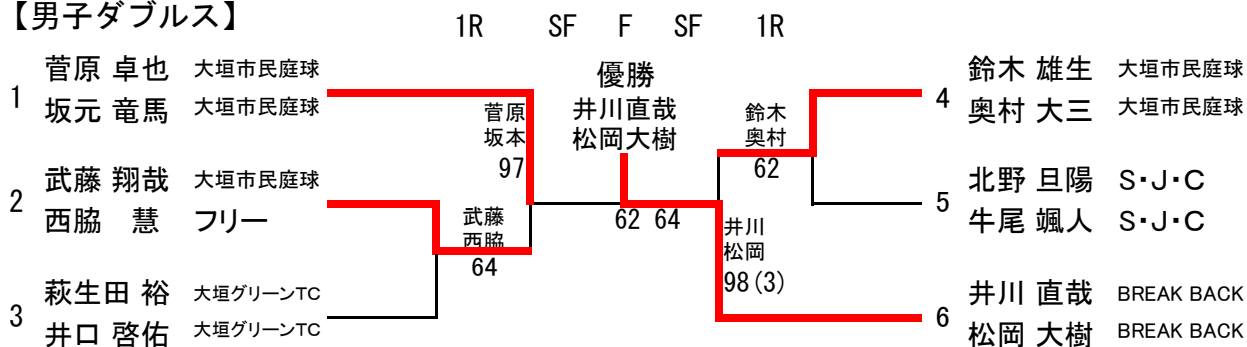 【男子ダブルス】
1R SF F SF 1R
1
菅原 卓也 大垣市民庭球
坂元 竜馬 大垣市民庭球
2
武藤 翔哉 大垣市民庭球
西脇 慧 フリー
3
萩生田 裕 大垣グリーンTC
井口 啓佑 大垣グリーンTC
菅原
坂本
97
武藤
西脇
64
優勝
井川直哉
松岡大樹
62 64
鈴木
奥村
62
井川
松岡
98(3)
4
鈴木 雄生 大垣市民庭球
奥村 大三 大垣市民庭球
5
北野 旦陽 S・J・C
牛尾 颯人 S・J・C
6
井川 直哉 BREAK BACK
松岡 大樹 BREAK BACK